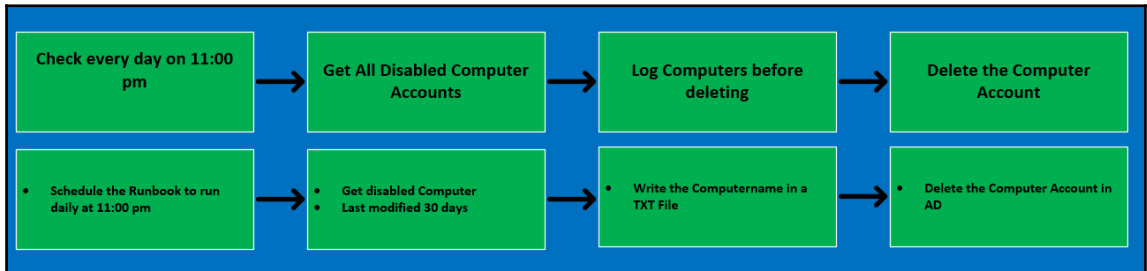 Check every day on 11:00
pm
Get All Disabled Computer
Accounts
Log Computers before
deleting
Delete the Computer
Account
• Schedule the Runbook to run
daily at 11:00 pm
• Get disabled Computer
• Last modified 30 days
• Write the Computername in a
TXT File
• Delete the Computer Account in
AD